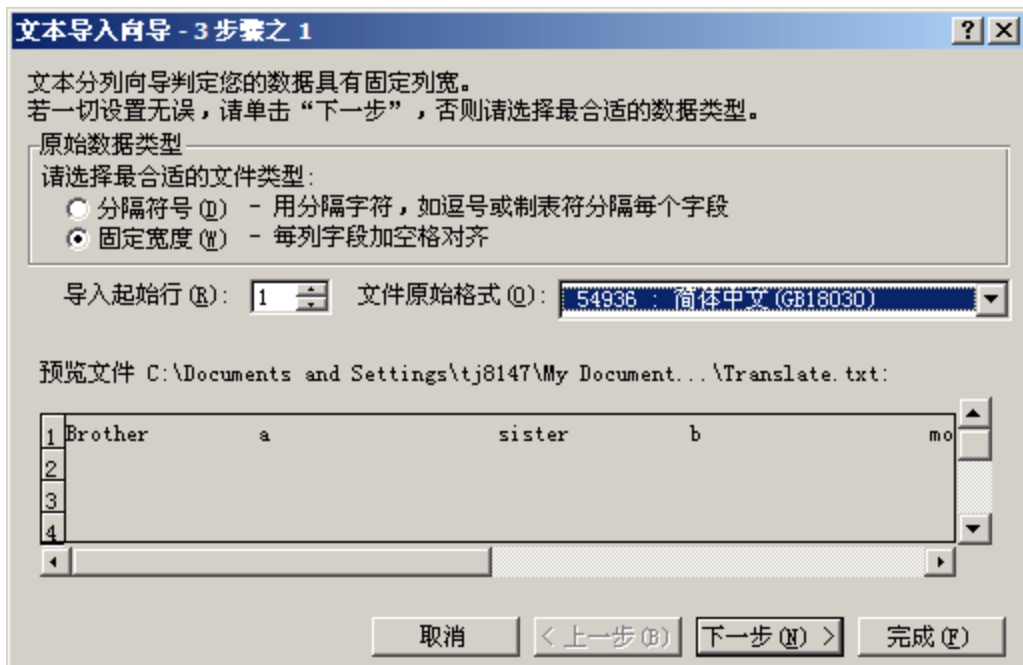 文本导入向导 - 3 步骤之 1
文本分列向导判定您的数据具有固定列宽。
若一切设置无误，请单击“下一步”，否则请选择最合适的数据类型。
原始数据类型
请选择最合适的文件类型:
分隔符号(D) - 用分隔字符，如逗号或制表符分隔每个字段
固定宽度(W) - 每列字段加空格对齐
导入起始行(R): 1 文件原始格式(O): 54936 : 简体中文(GB18030)
预览文件 C:\Documents and Settings\tj8147\My Document...\Translate.txt:
1 Brother a sister b mo
2
3
4
取消 < 上一步(B) 下一步(N) > 完成(F)